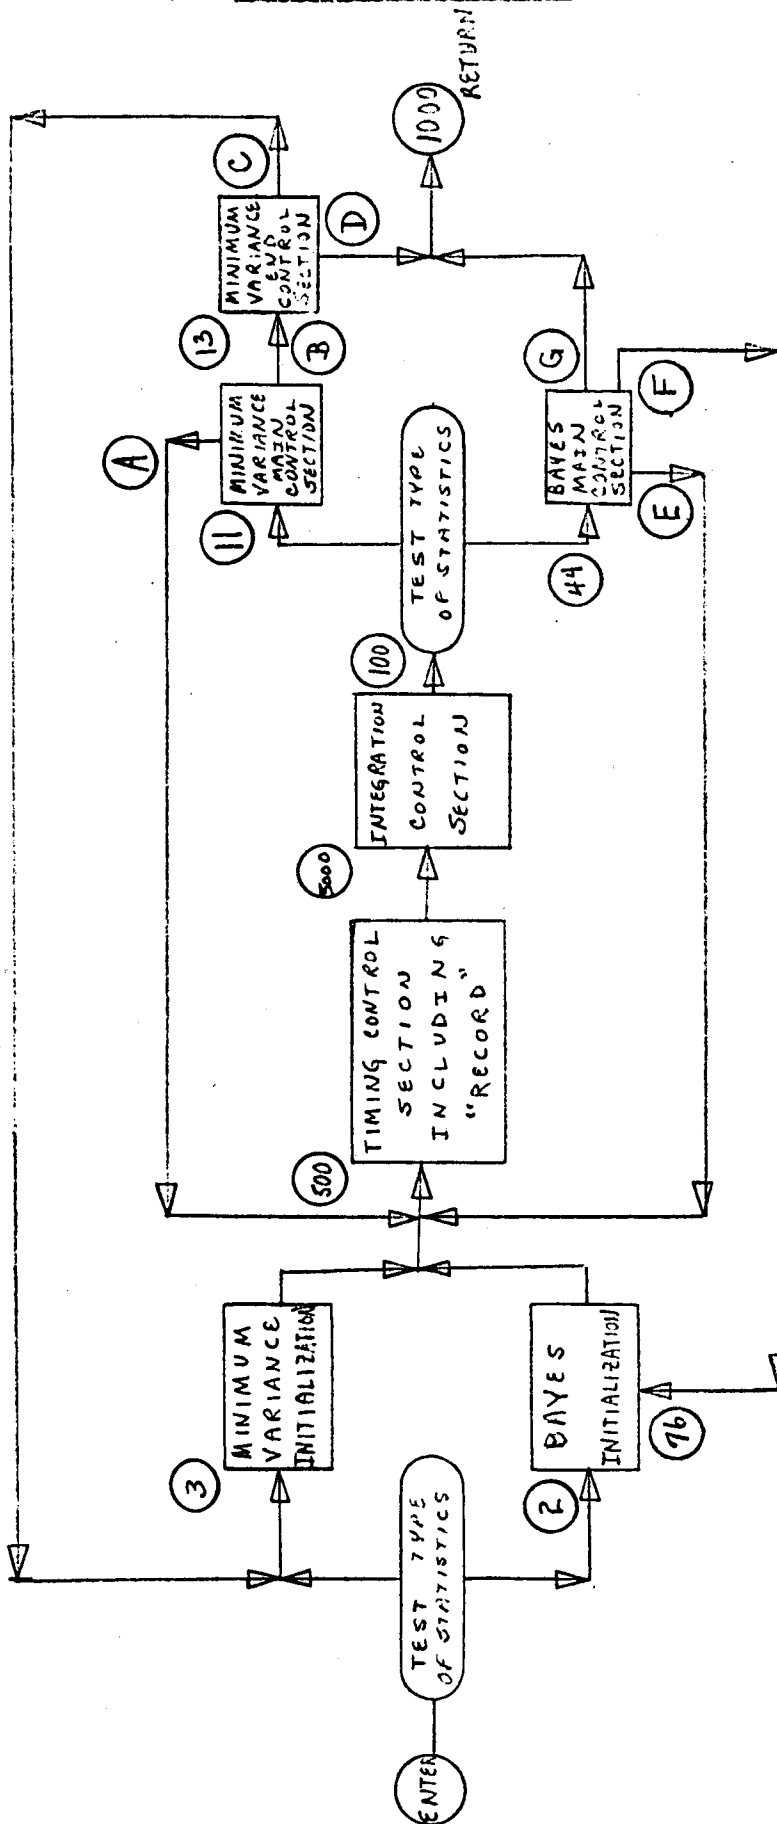 ENTER
TEST TYPE
OF STATISTICS
3
MINIMUM
VARIANCE
INITIALIZATION
2
BAYES
INITIALIZATION
76
500
TIMING CONTROL
SECTION
INCLUDING
"RECORD"
5000
INTEGRATION
CONTROL
SECTION
100
TEST TYPE
OF STATISTICS
11
MINIMUM
VARIANCE
MAIN
CONTROL
SECTION
A
13
B
MINIMUM
VARIANCE
END
CONTROL
SECTION
C
D
44
BAYES
MAIN
CONTROL
SECTION
E
F
G
1000
RETURN